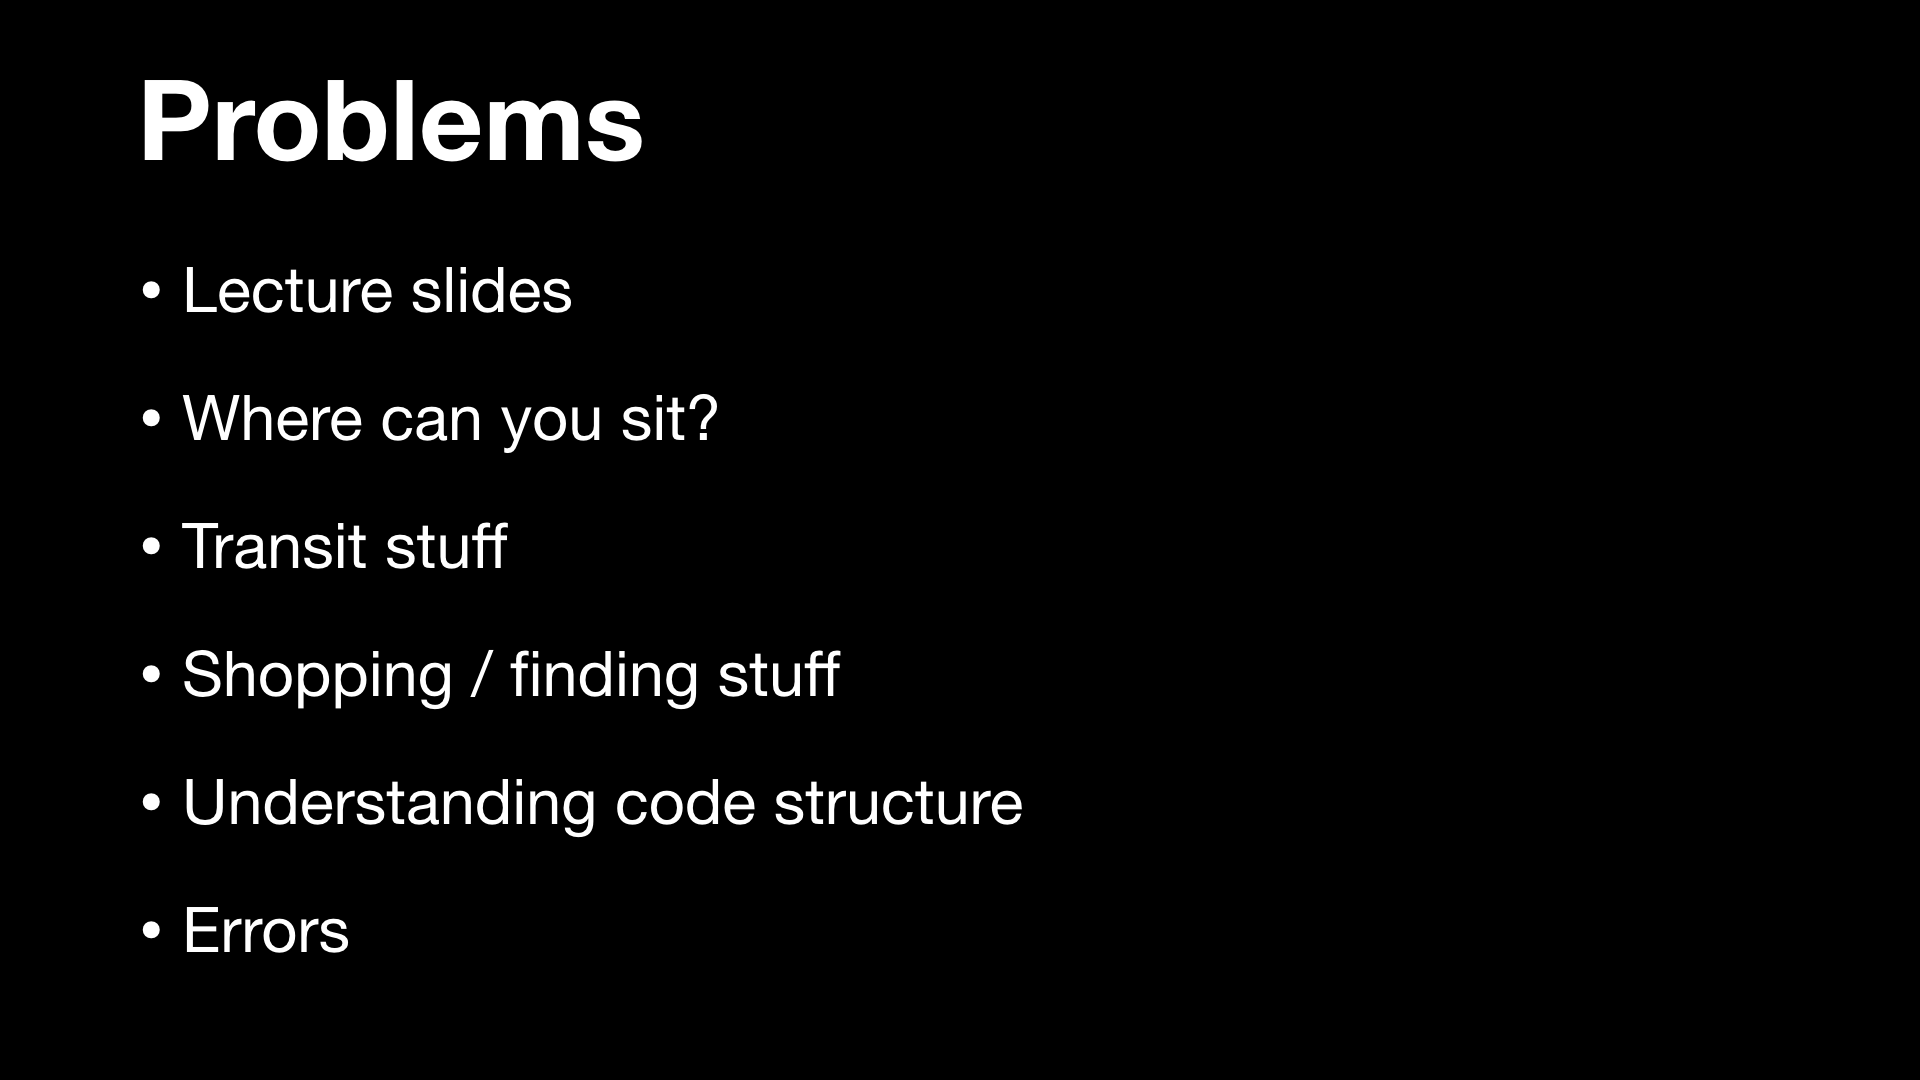 Problems
• Lecture slides
• Where can you sit?
• Transit stuff
• Shopping / finding stuff
• Understanding code structure
• Errors